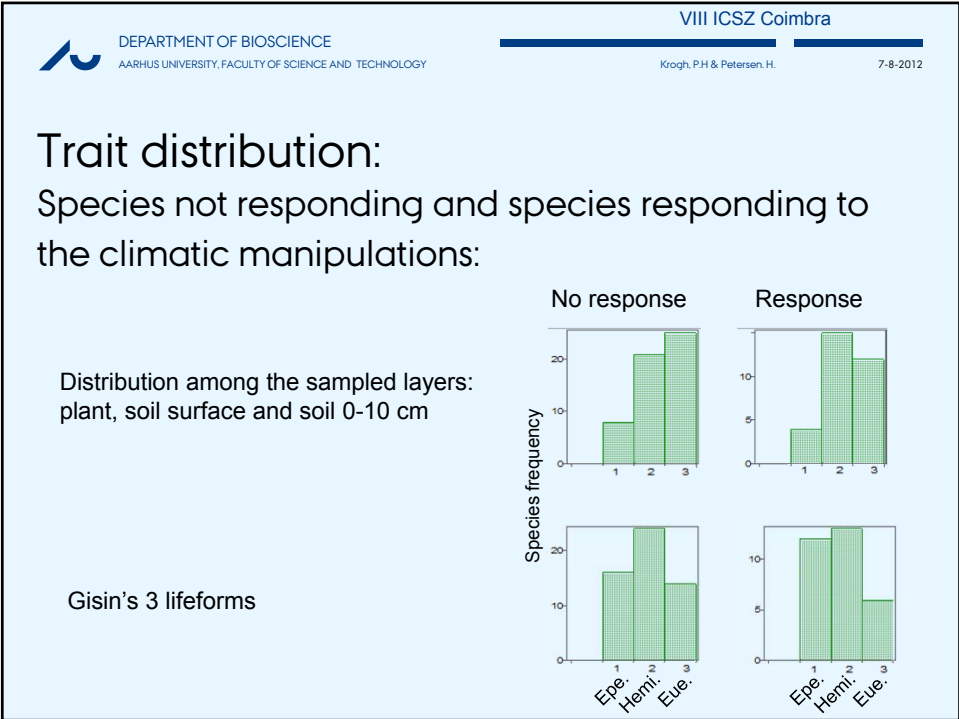 VIII ICSZ Coimbra
DEPARTMENT OF BIOSCIENCE
AARHUS UNIVERSITY, FACULTY OF SCIENCE AND TECHNOLOGY
Krogh, P.H & Petersen. H.
7-8-2012
Trait distribution:
Species not responding and species responding to
the climatic manipulations:
No response
Response
Distribution among the sampled layers:
plant, soil surface and soil 0-10 cm
Species frequency
20
10
0
1 2 3
10
5
0
1 2 3
Gisin's 3 lifeforms
20
10
0
1 2 3
Epe. Hemi. Eue.
10
5
0
1 2 3
Epe. Hemi. Eue.